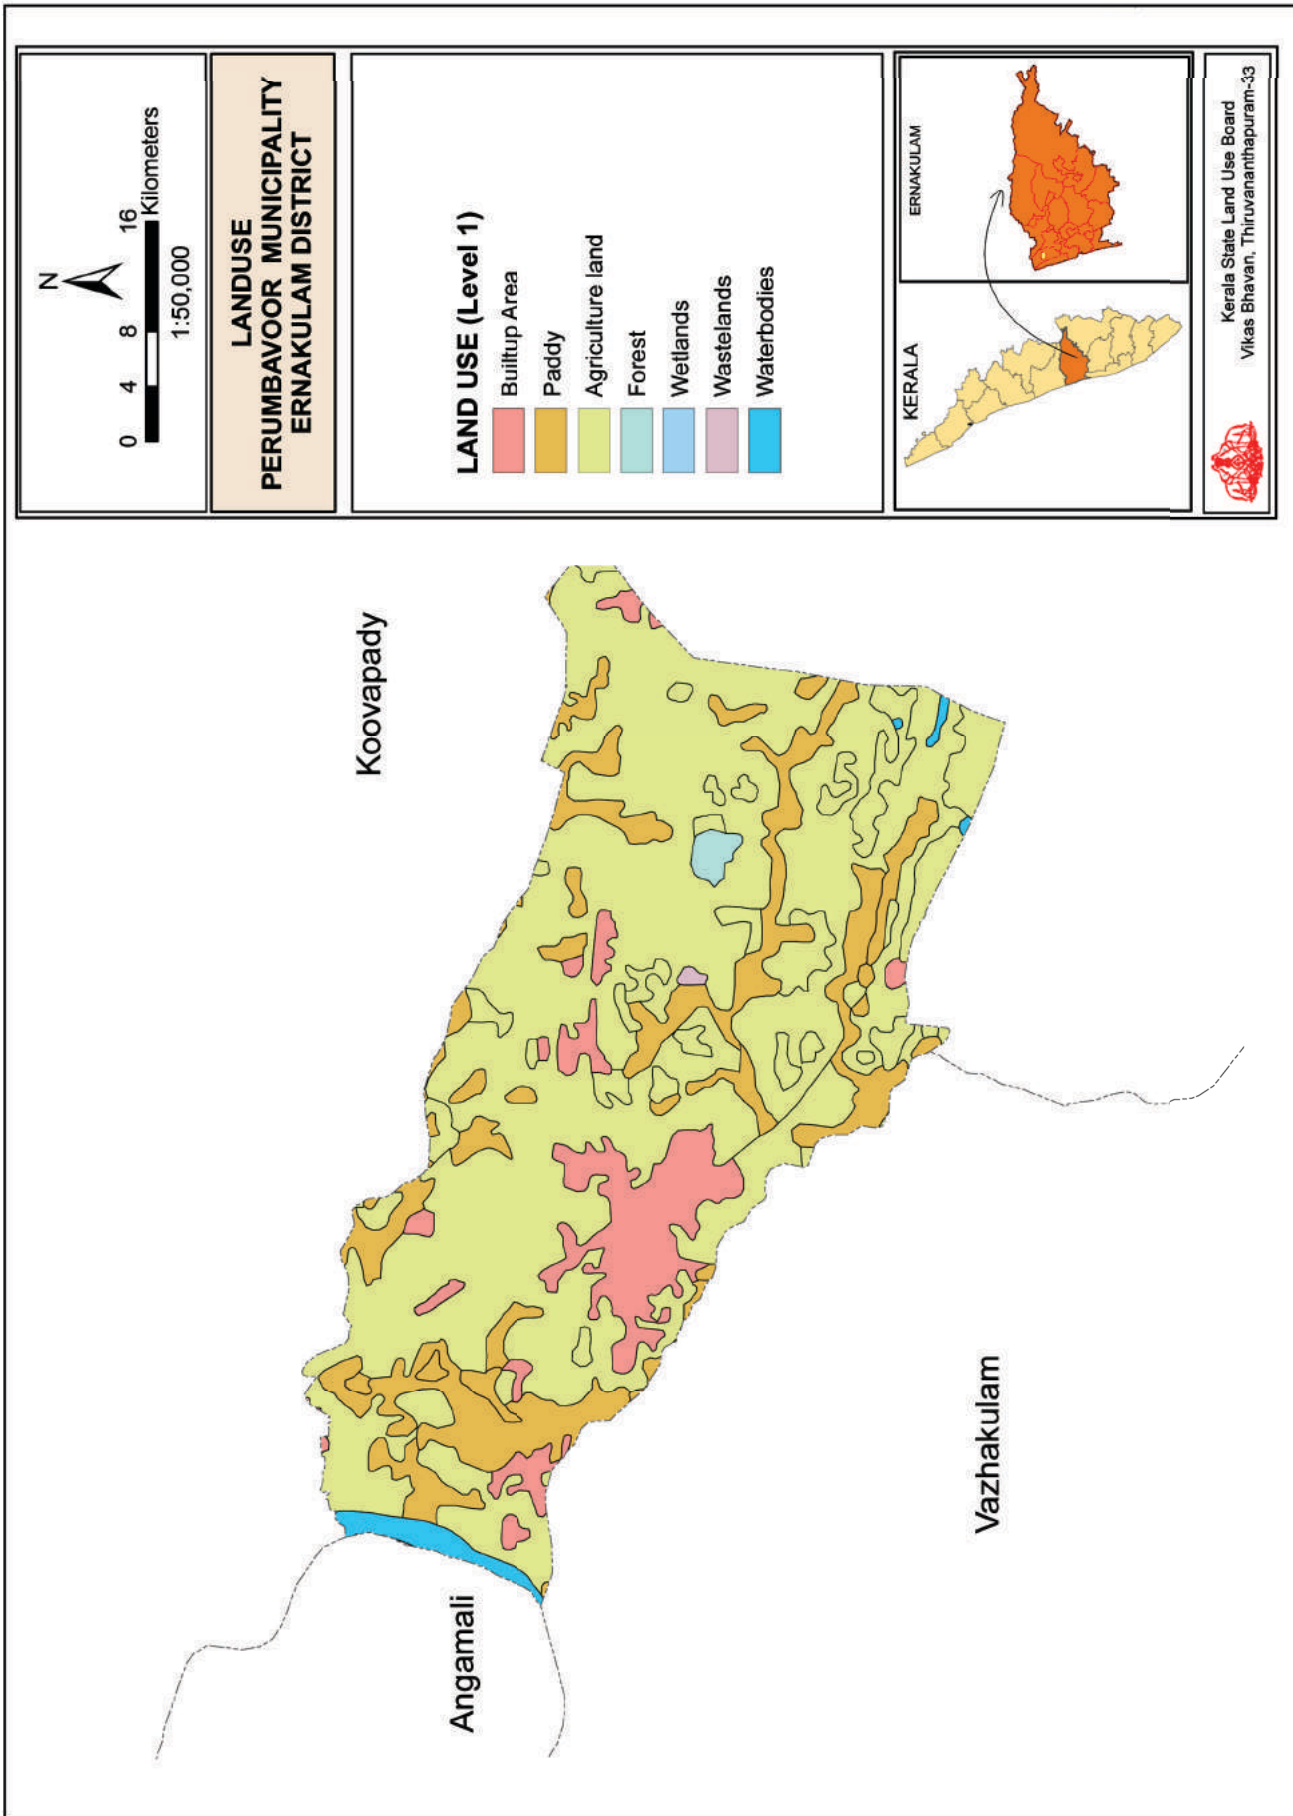 N
0 4 8 16
Kilometers
1:50,000
LANDUSE
PERUMBAVOOR MUNICIPALITY
ERNAKULAM DISTRICT
LAND USE (Level 1)
Builtup Area
Paddy
Agriculture land
Forest
Wetlands
Wastelands
Waterbodies
KERALA
ERNAKULAM
Kerala State Land Use Board
Vikas Bhavan, Thiruvananthapuram-33
Koovapady
Angamali
Vazhakulam